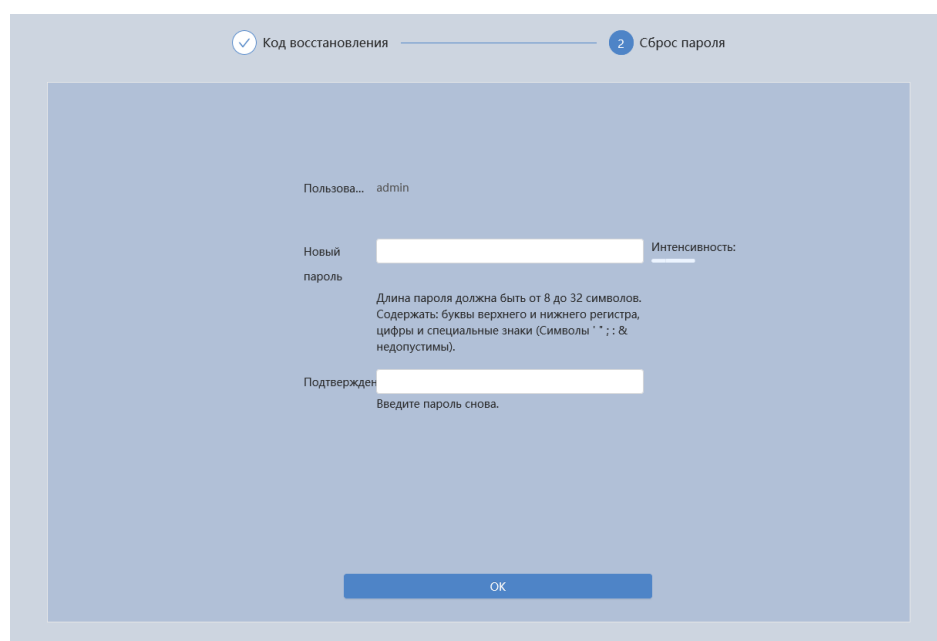 Код восстановления
2 Сброс пароля
Пользова... admin
Новый
пароль
Интенсивность:
Длина пароля должна быть от 8 до 32 символов.
Содержать: буквы верхнего и нижнего регистра,
цифры и специальные знаки (Символы ' " ; : &
недопустимы).
Подтвержден
Введите пароль снова.
OK